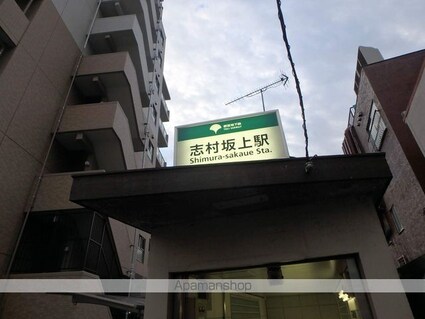 志村坂上駅
Shimura-sakaue Sta.
Apamanshop